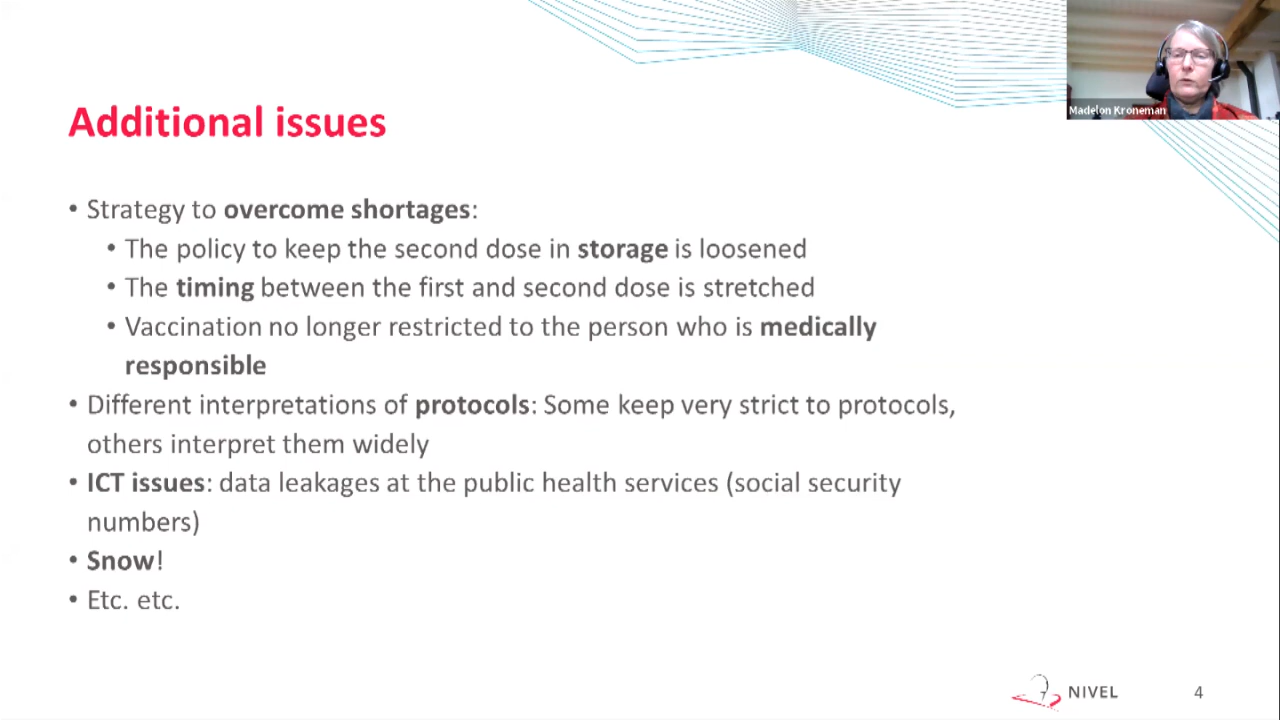 Madelon Kroneman
Additional issues
• Strategy to overcome shortages:
• The policy to keep the second dose in storage is loosened
• The timing between the first and second dose is stretched
• Vaccination no longer restricted to the person who is medically
responsible
• Different interpretations of protocols: Some keep very strict to protocols,
others interpret them widely
• ICT issues: data leakages at the public health services (social security
numbers)
• Snow!
• Etc. etc.
NIVEL
4